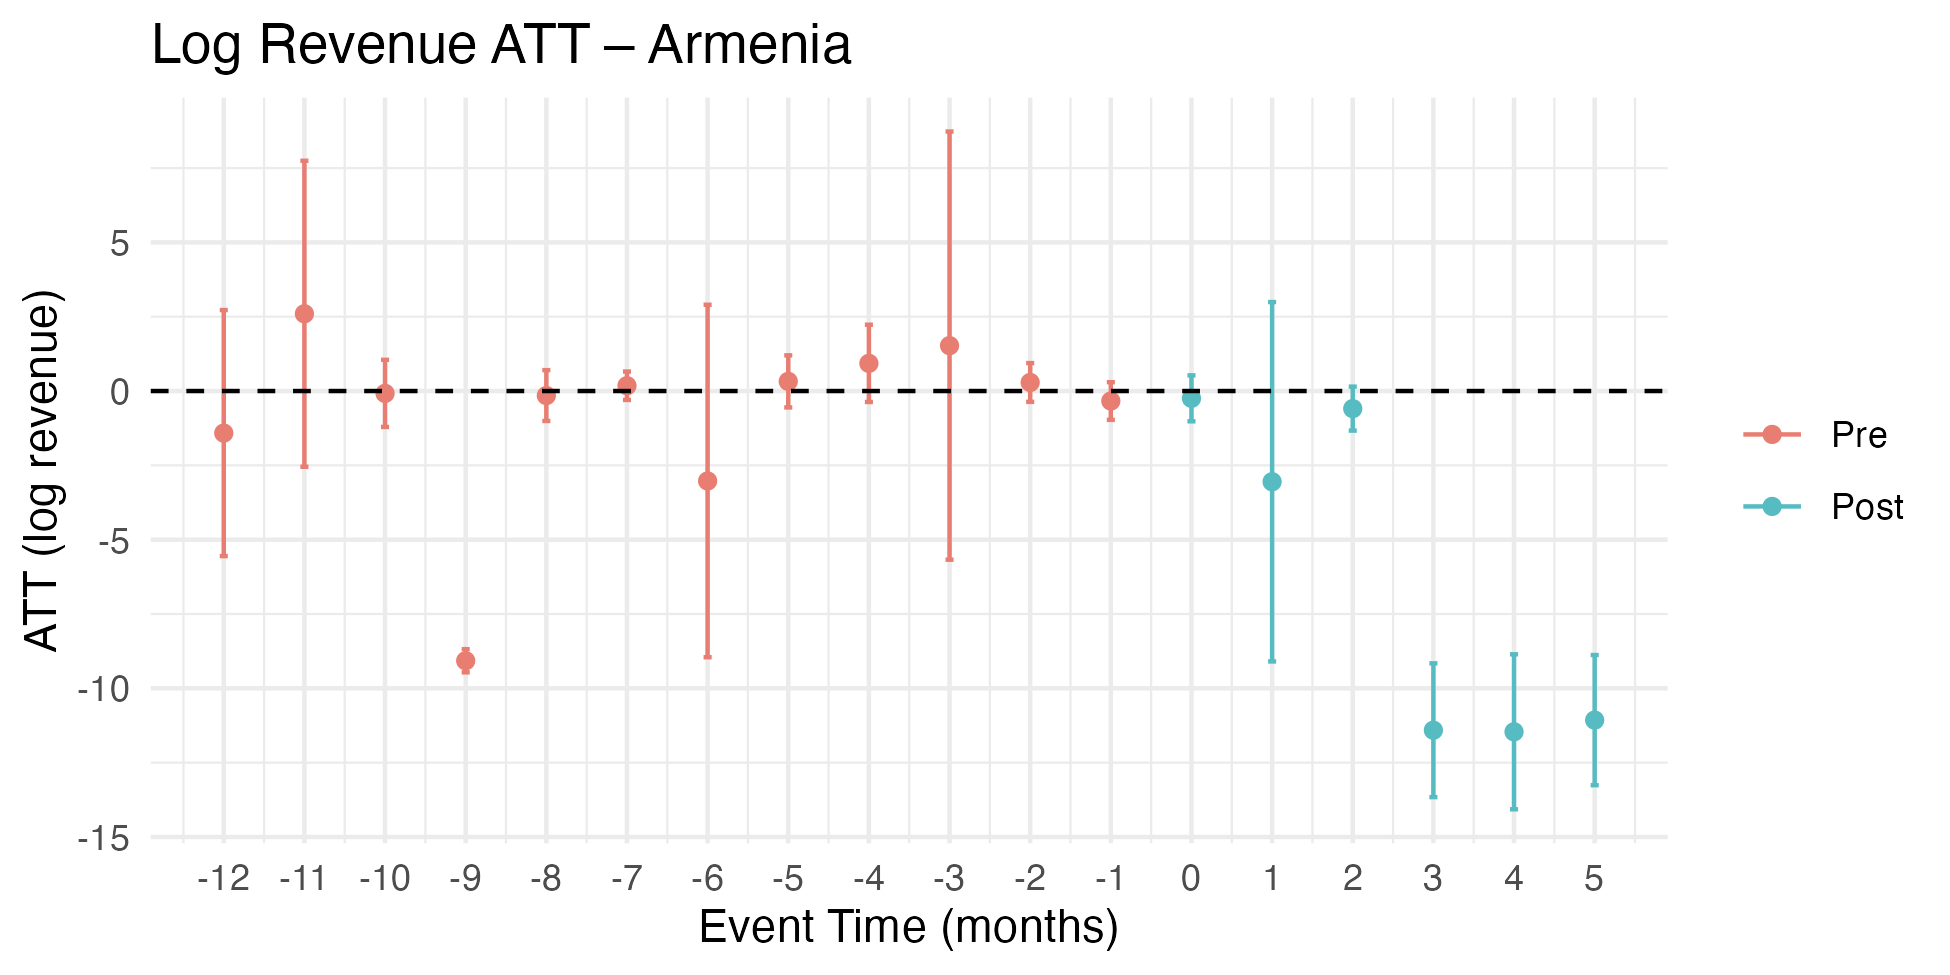 Log Revenue ATT – Armenia
ATT (log revenue)
5
0
-5
-10
-15
-12 -11 -10 -9 -8 -7 -6 -5 -4 -3 -2 -1 0 1 2 3 4 5
Event Time (months)
Pre
Post